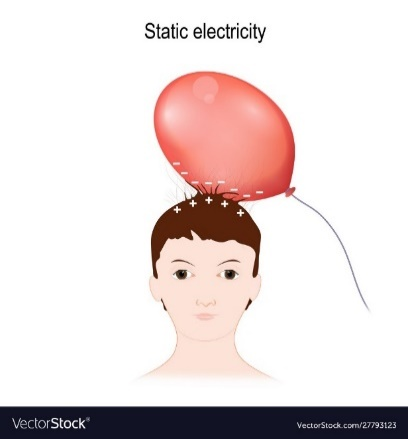 Static electricity
– – – – – – –
+ + + + +
VectorStock® VectorStock.com/27793123